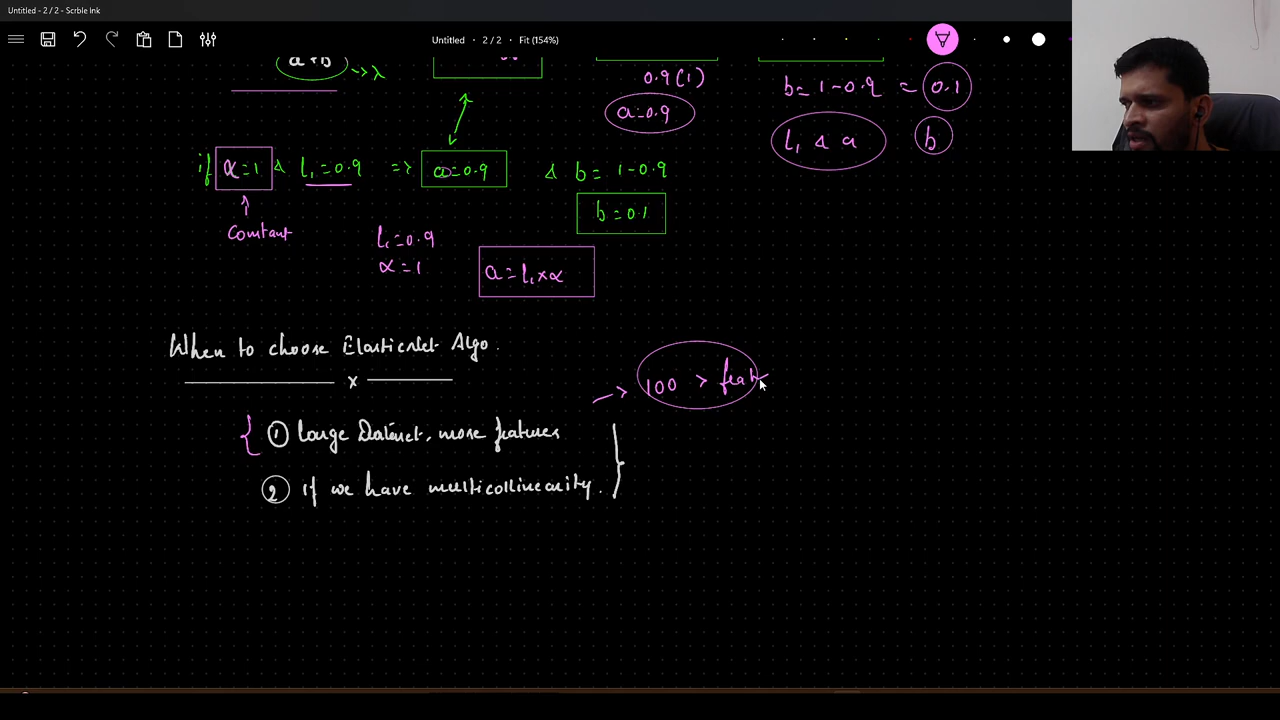 Untitled - 2 / 2 - Scrble Ink
Untitled • 2 / 2 • Fit (154%)
a+b
→ λ
0.9 (1)
a=0.9
b = 1-0.9 = 0.1
l₁ & a
b
if α=1 & l₁=0.9 => a=0.9 & b = 1-0.9
b = 0.1
Constant
l₁=0.9
α=1
a = l₁×α
When to choose ElasticNet Algo.
x
① Large Dataset, more features
② if we have multicollinearity.
→ 100 > feat